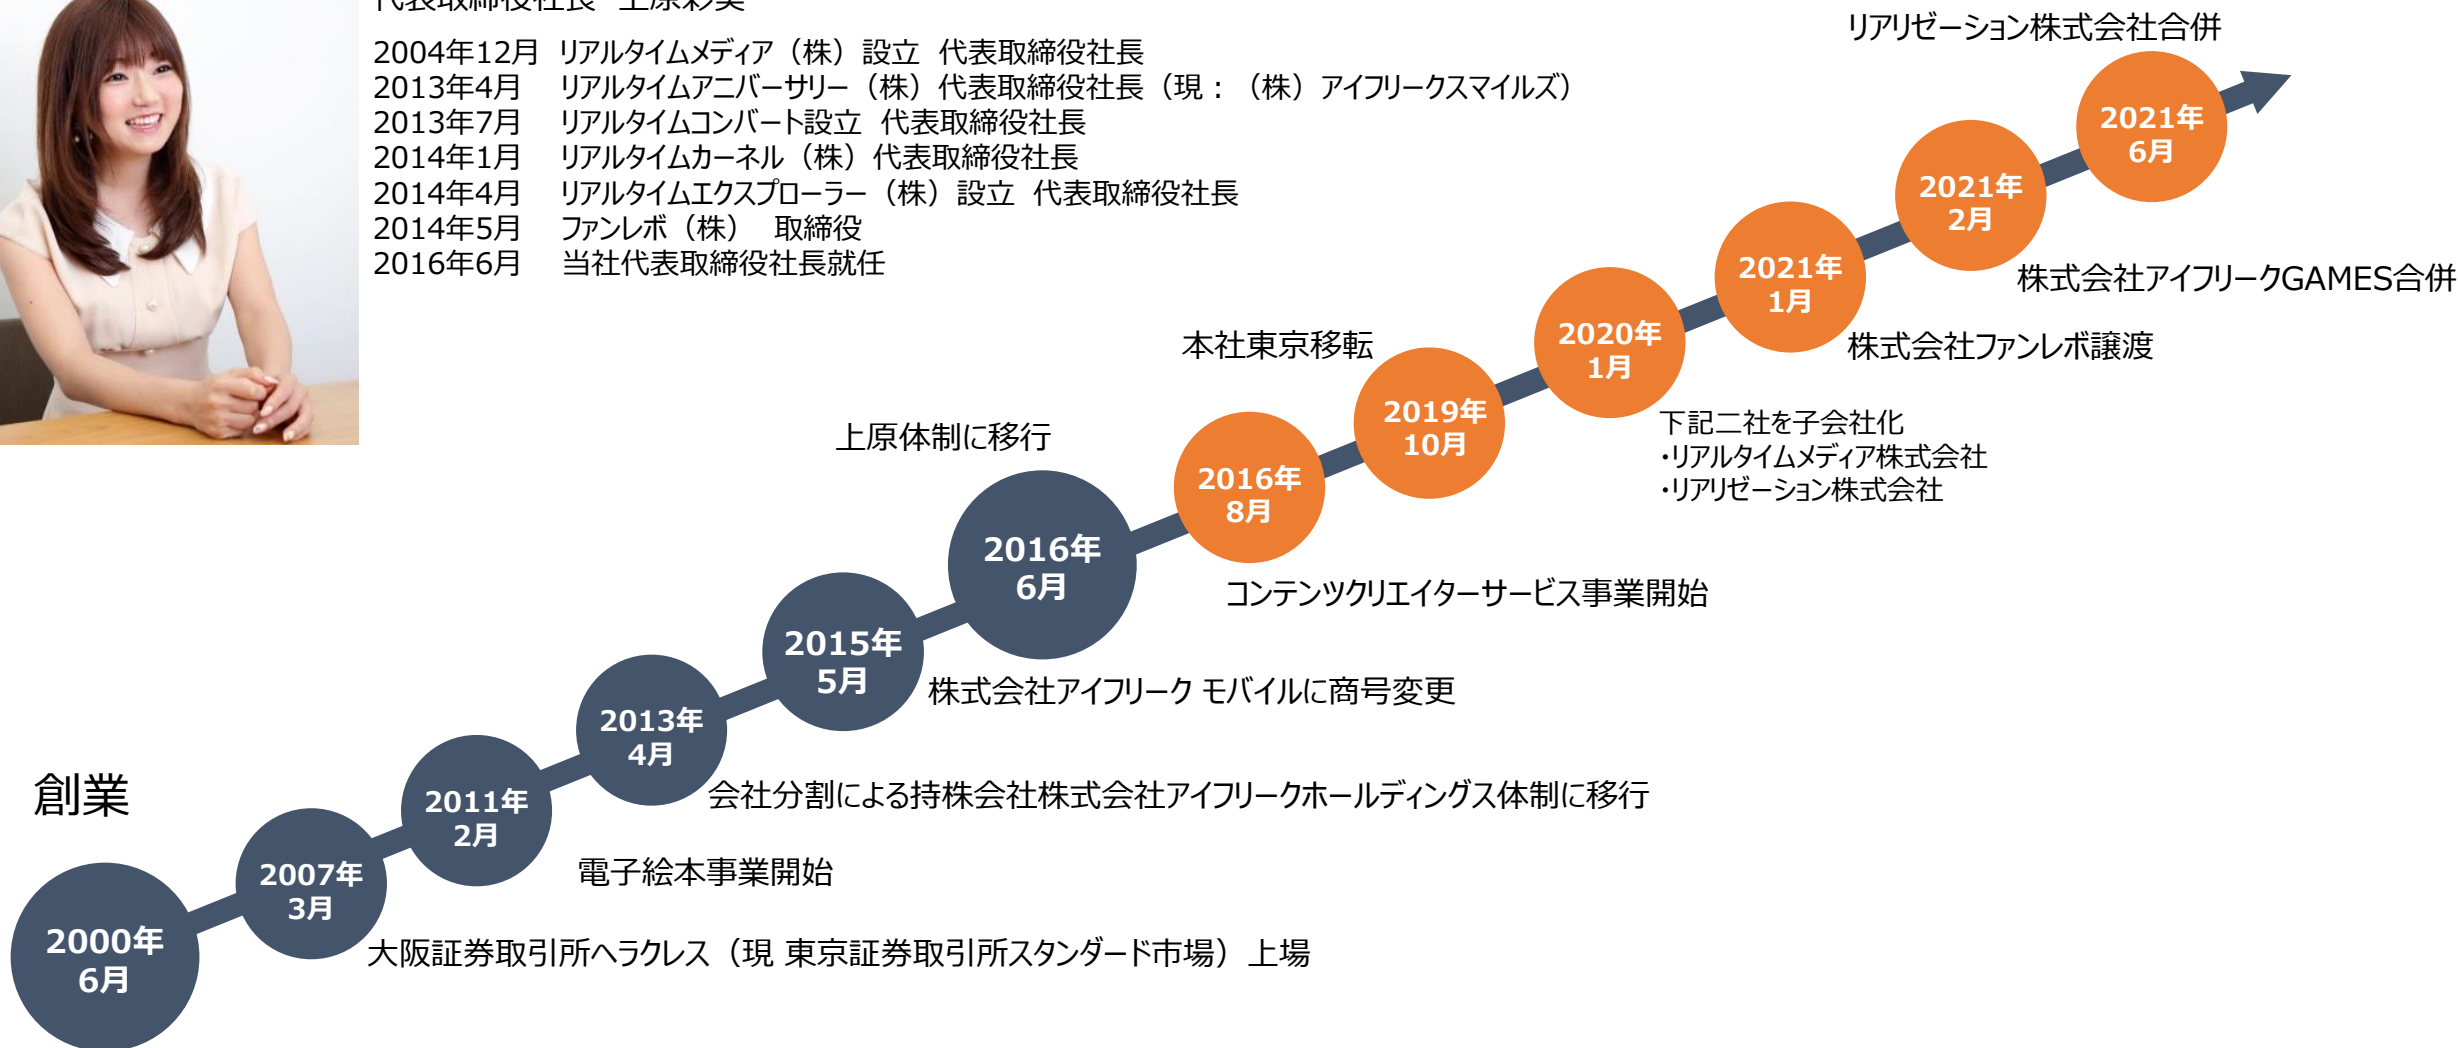 代表取締役社長 上原彩美
2004年12月 リアルタイムメディア（株）設立 代表取締役社長
2013年4月 リアルタイムアニバーサリー（株）代表取締役社長（現：（株）アイフリークスマイルズ）
2013年7月 リアルタイムコンバート設立 代表取締役社長
2014年1月 リアルタイムカーネル（株）代表取締役社長
2014年4月 リアルタイムエクスプローラー（株）設立 代表取締役社長
2014年5月 ファンレボ（株） 取締役
2016年6月 当社代表取締役社長就任
創業
2000年
6月
2007年
3月
大阪証券取引所ヘラクレス（現 東京証券取引所スタンダード市場）上場
2011年
2月
電子絵本事業開始
2013年
4月
会社分割による持株会社株式会社アイフリークホールディングス体制に移行
2015年
5月
株式会社アイフリーク モバイルに商号変更
上原体制に移行
2016年
6月
2016年
8月
コンテンツクリエイターサービス事業開始
本社東京移転
2019年
10月
2020年
1月
下記二社を子会社化
・リアルタイムメディア株式会社
・リアリゼーション株式会社
2021年
1月
株式会社ファンレボ譲渡
2021年
2月
株式会社アイフリークGAMES合併
リアリゼーション株式会社合併
2021年
6月